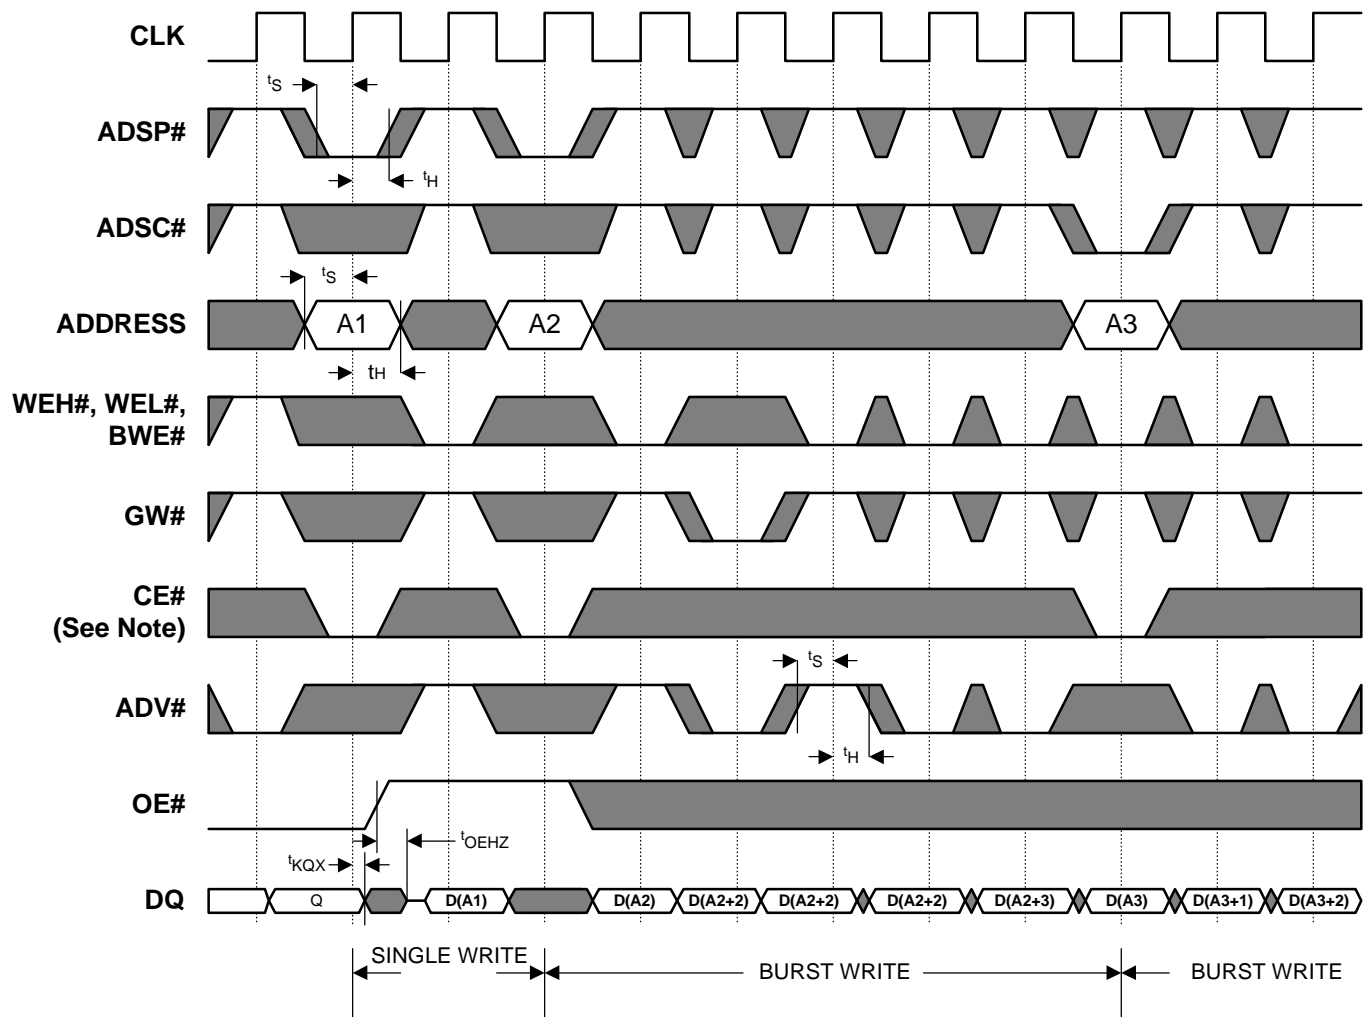 CLK
tS
ADSP#
tH
ADSC#
tS
ADDRESS
A1
A2
A3
tH
WEH#, WEL#,
BWE#
GW#
CE#
(See Note)
tS
ADV#
tH
OE#
tOEHZ
tKQX
DQ
Q
D(A1)
D(A2)
D(A2+2)
D(A2+2)
D(A2+2)
D(A2+3)
D(A3)
D(A3+1)
D(A3+2)
SINGLE WRITE
BURST WRITE
BURST WRITE